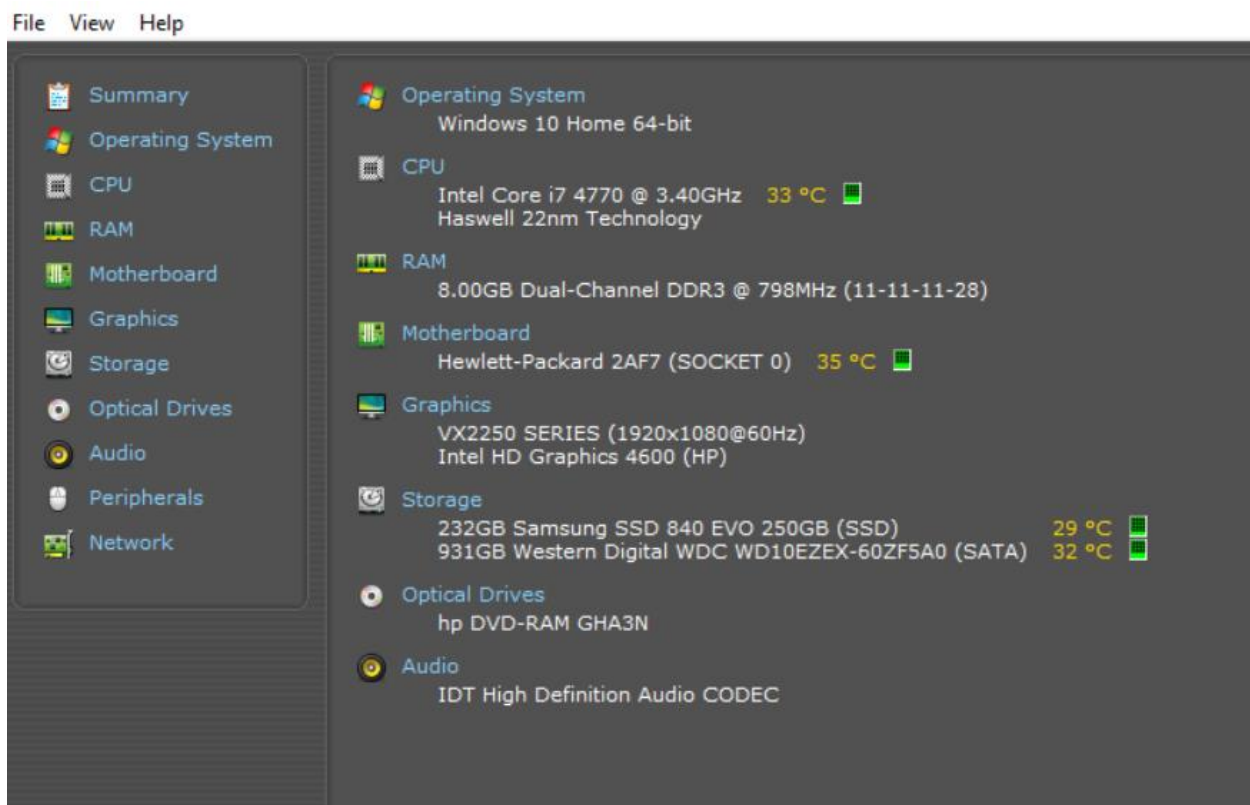 File View Help
Summary
Operating System
CPU
RAM
Motherboard
Graphics
Storage
Optical Drives
Audio
Peripherals
Network
Operating System
Windows 10 Home 64-bit
CPU
Intel Core i7 4770 @ 3.40GHz 33 °C
Haswell 22nm Technology
RAM
8.00GB Dual-Channel DDR3 @ 798MHz (11-11-11-28)
Motherboard
Hewlett-Packard 2AF7 (SOCKET 0) 35 °C
Graphics
VX2250 SERIES (1920x1080@60Hz)
Intel HD Graphics 4600 (HP)
Storage
232GB Samsung SSD 840 EVO 250GB (SSD) 29 °C
931GB Western Digital WDC WD10EZEX-60ZF5A0 (SATA) 32 °C
Optical Drives
hp DVD-RAM GHA3N
Audio
IDT High Definition Audio CODEC